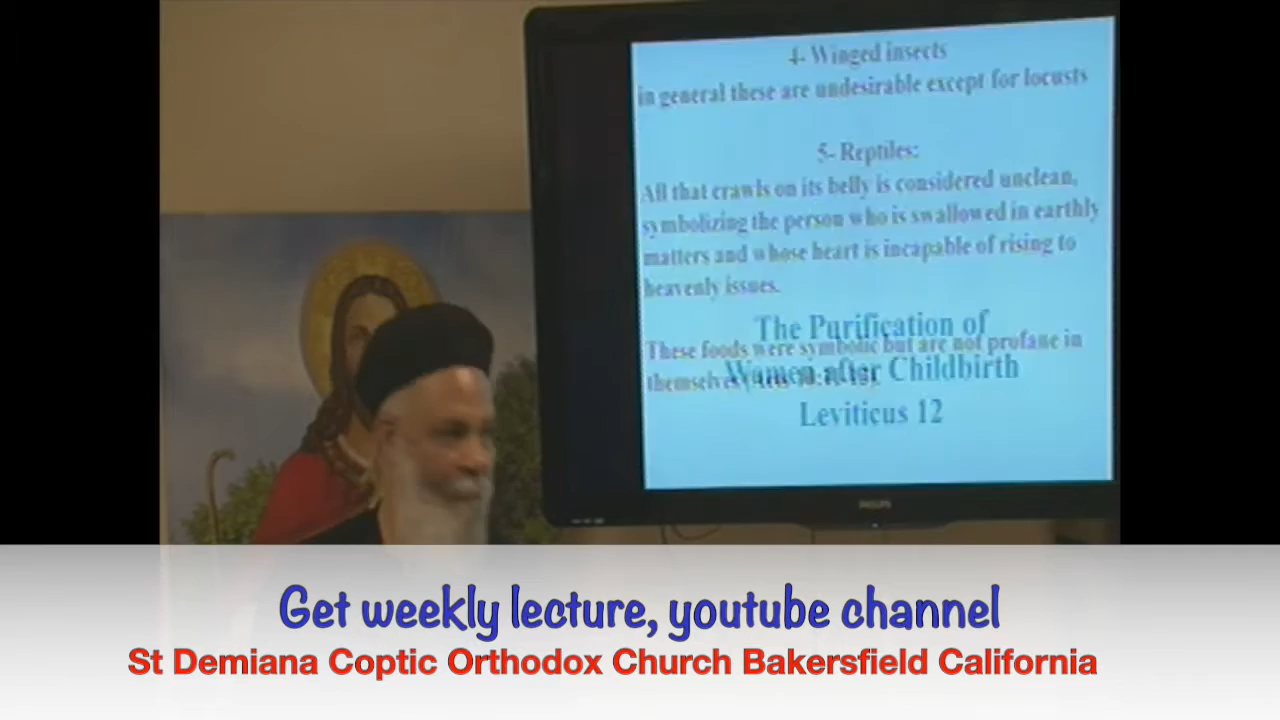 4- Winged insects
in general these are undesirable except for locusts
5- Reptiles:
All that crawls on its belly is considered unclean,
symbolizing the person who is swallowed in earthly
matters and whose heart is incapable of rising to
heavenly issues.
The Purification of
These foods were symbolic but are not profane in
Women after Childbirth
themselves
Leviticus 12
PHILIPS
Get weekly lecture, youtube channel
St Demiana Coptic Orthodox Church Bakersfield California